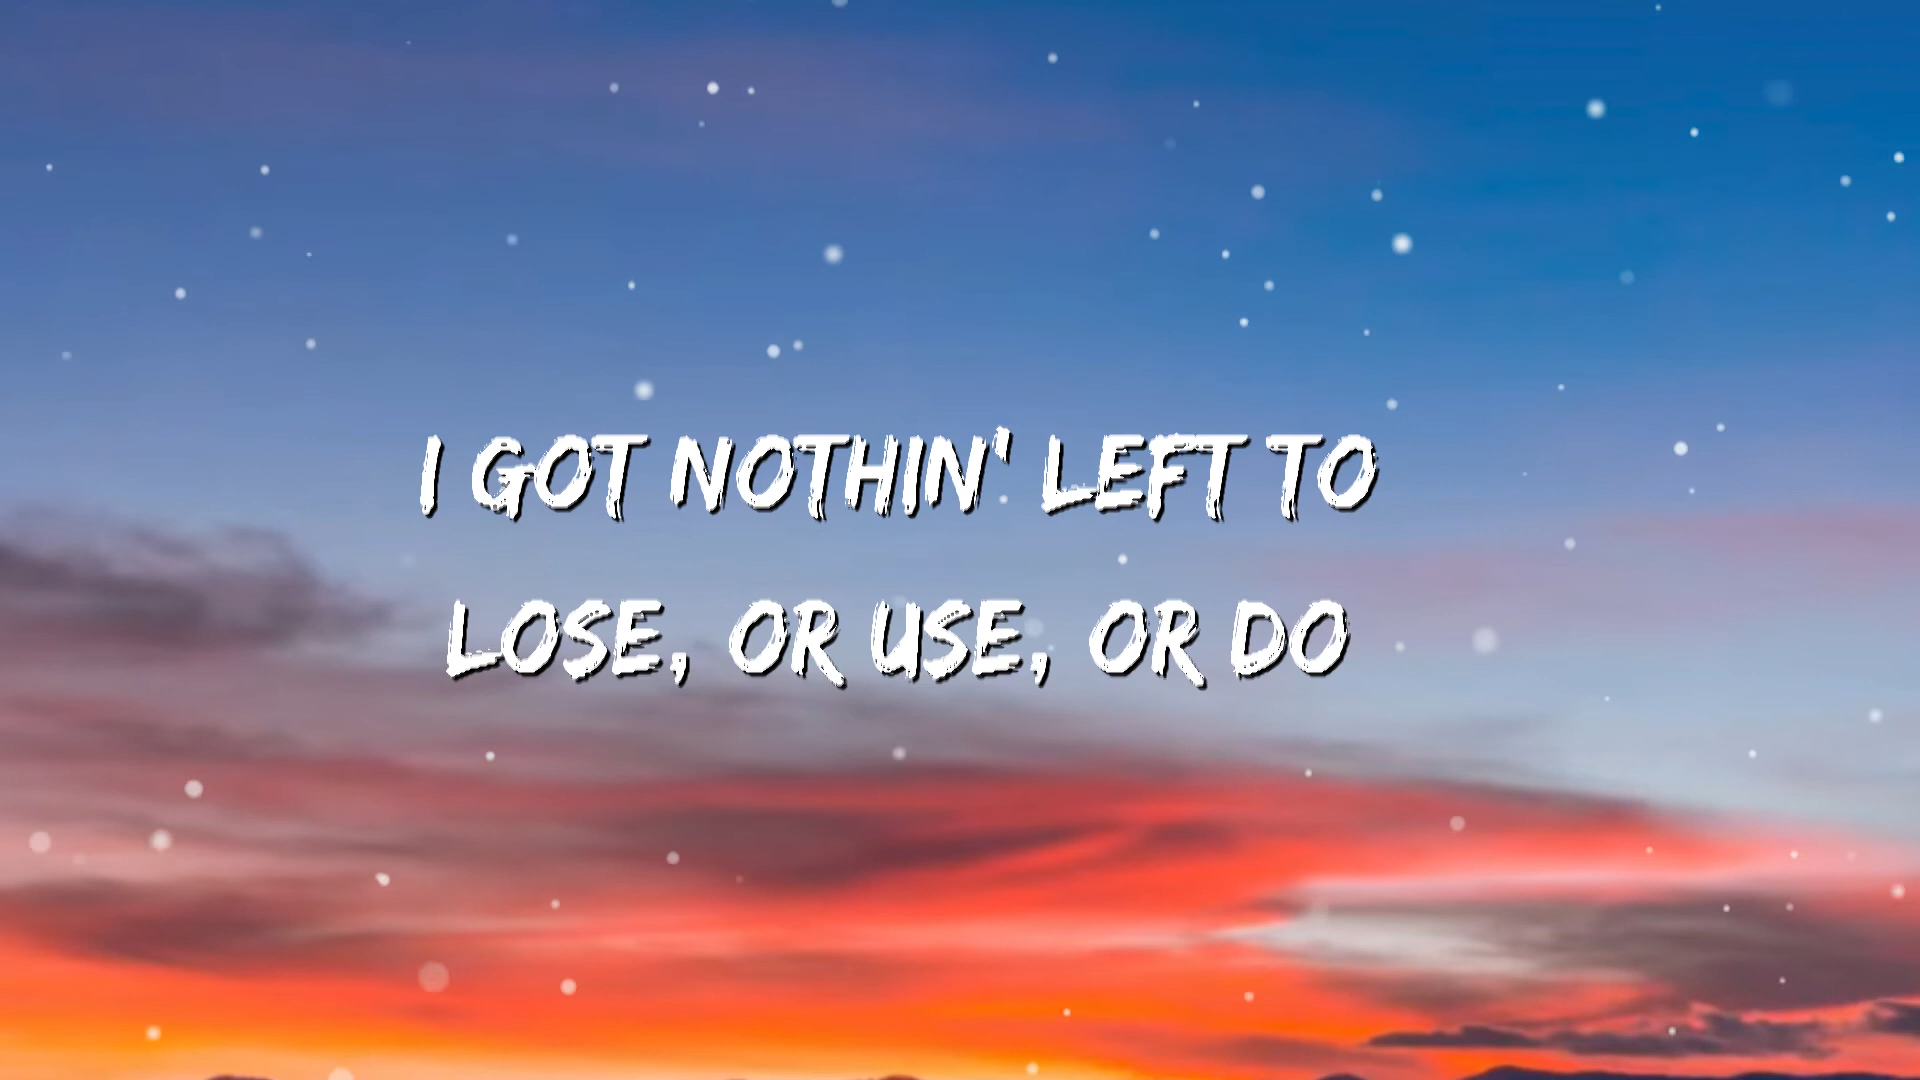 I GOT NOTHIN' LEFT TO
LOSE, OR USE, OR DO